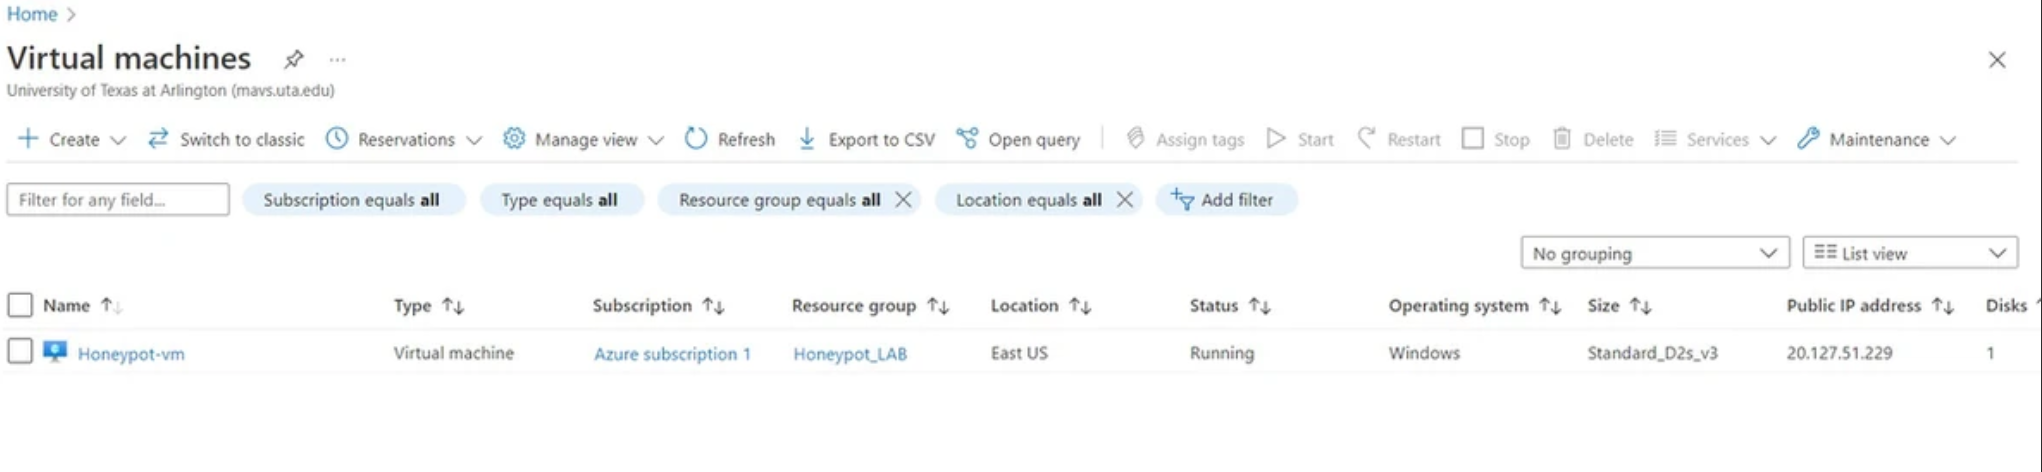 Home >
Virtual machines ...
University of Texas at Arlington (mavs.uta.edu)
+ Create Switch to classic Reservations Manage view Refresh Export to CSV Open query Assign tags Start Restart Stop Delete Services Maintenance
Filter for any field... Subscription equals all Type equals all Resource group equals all Location equals all Add filter
No grouping List view
Name Type Subscription Resource group Location Status Operating system Size Public IP address Disks
Honeypot-vm Virtual machine Azure subscription 1 Honeypot_LAB East US Running Windows Standard_D2s_v3 20.127.51.229 1